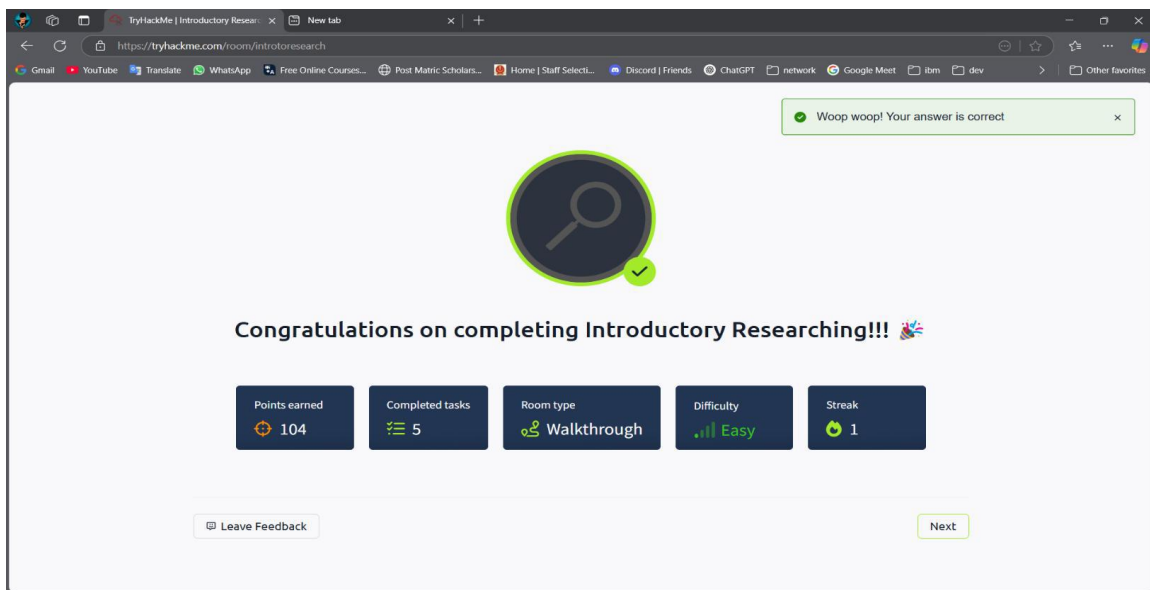 TryHackMe | Introductory Researc
New tab
https://tryhackme.com/room/introtoresearch
Gmail YouTube Translate WhatsApp Free Online Courses... Post Matric Scholars... Home | Staff Selecti... Discord | Friends ChatGPT network Google Meet ibm dev Other favorites
Woop woop! Your answer is correct
Congratulations on completing Introductory Researching!!!
Points earned Completed tasks Room type Difficulty Streak
104 5 Walkthrough Easy 1
Leave Feedback Next